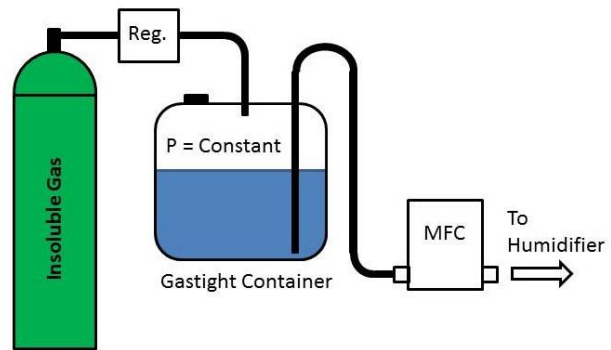 Reg.
Insoluble Gas
P = Constant
Gastight Container
MFC
To
Humidifier